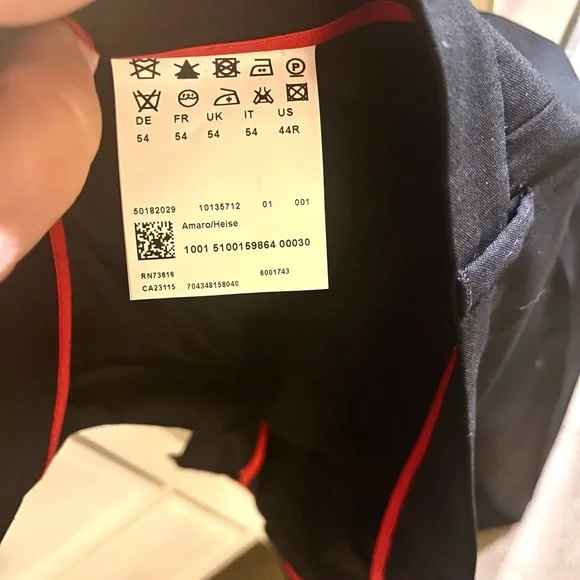 DE FR UK IT US
54 54 54 54 44R
50182029 10135712 01 001
Amaro/Heise
1001 5100159864 00030
RN73616 6001743
CA23115 704348158040